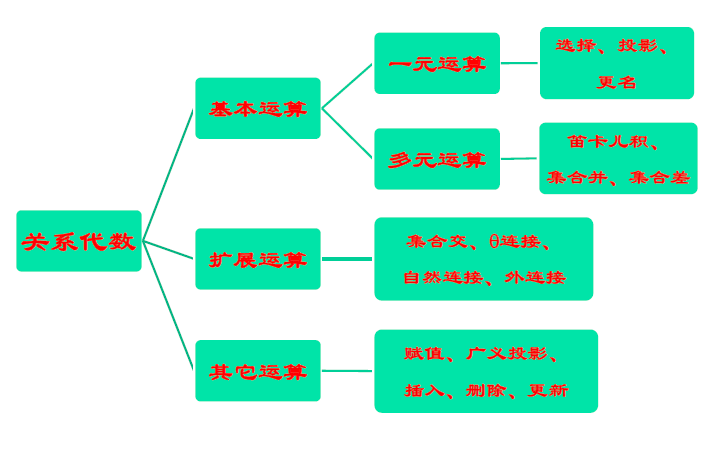 关系代数
基本运算
一元运算
选择、投影、
更名
多元运算
笛卡儿积、
集合并、集合差
扩展运算
集合交、θ连接、
自然连接、外连接
其它运算
赋值、广义投影、
插入、删除、更新